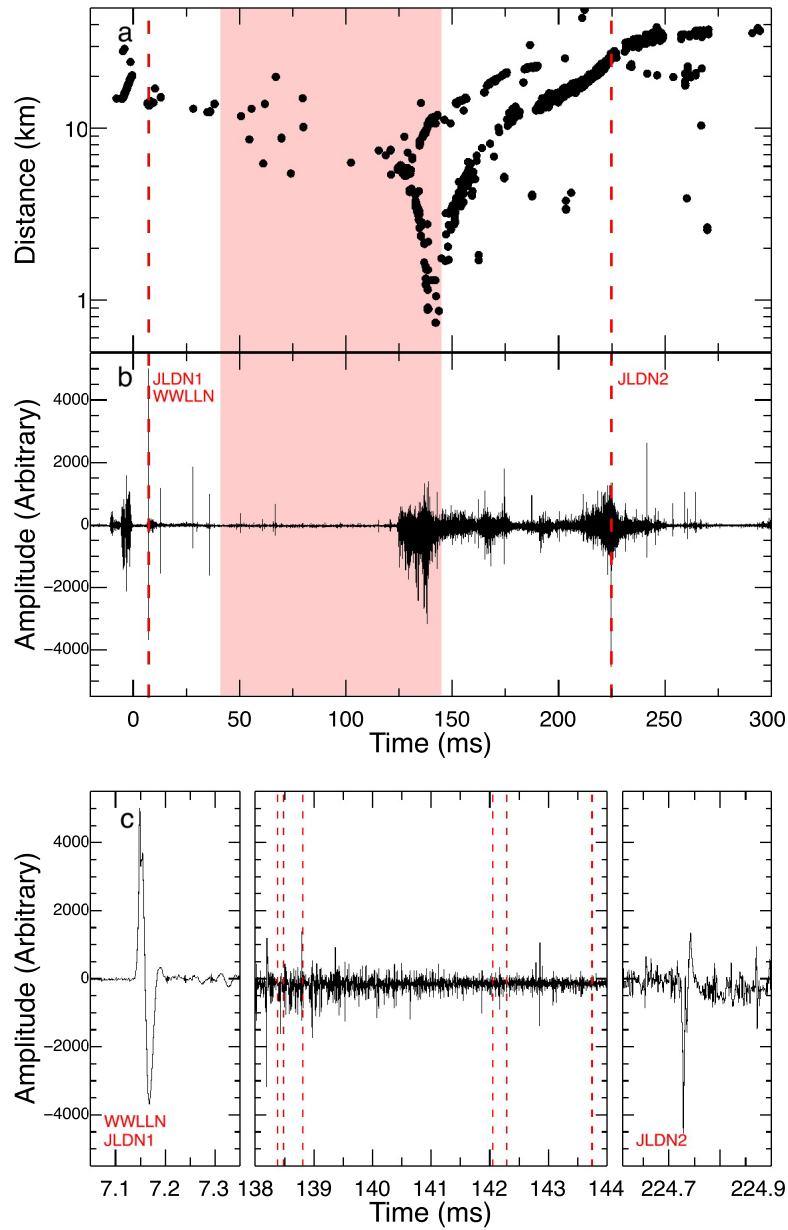 a
10
1
Distance (km)
b
JLDN1
WWLLN
JLDN2
4000
2000
0
−2000
−4000
Amplitude (Arbitrary)
0 50 100 150 200 250 300
Time (ms)
c
4000
2000
0
−2000
−4000
Amplitude (Arbitrary)
WWLLN
JLDN1
JLDN2
7.1 7.2 7.3 138 139 140 141 142 143 144 224.7 224.9
Time (ms)